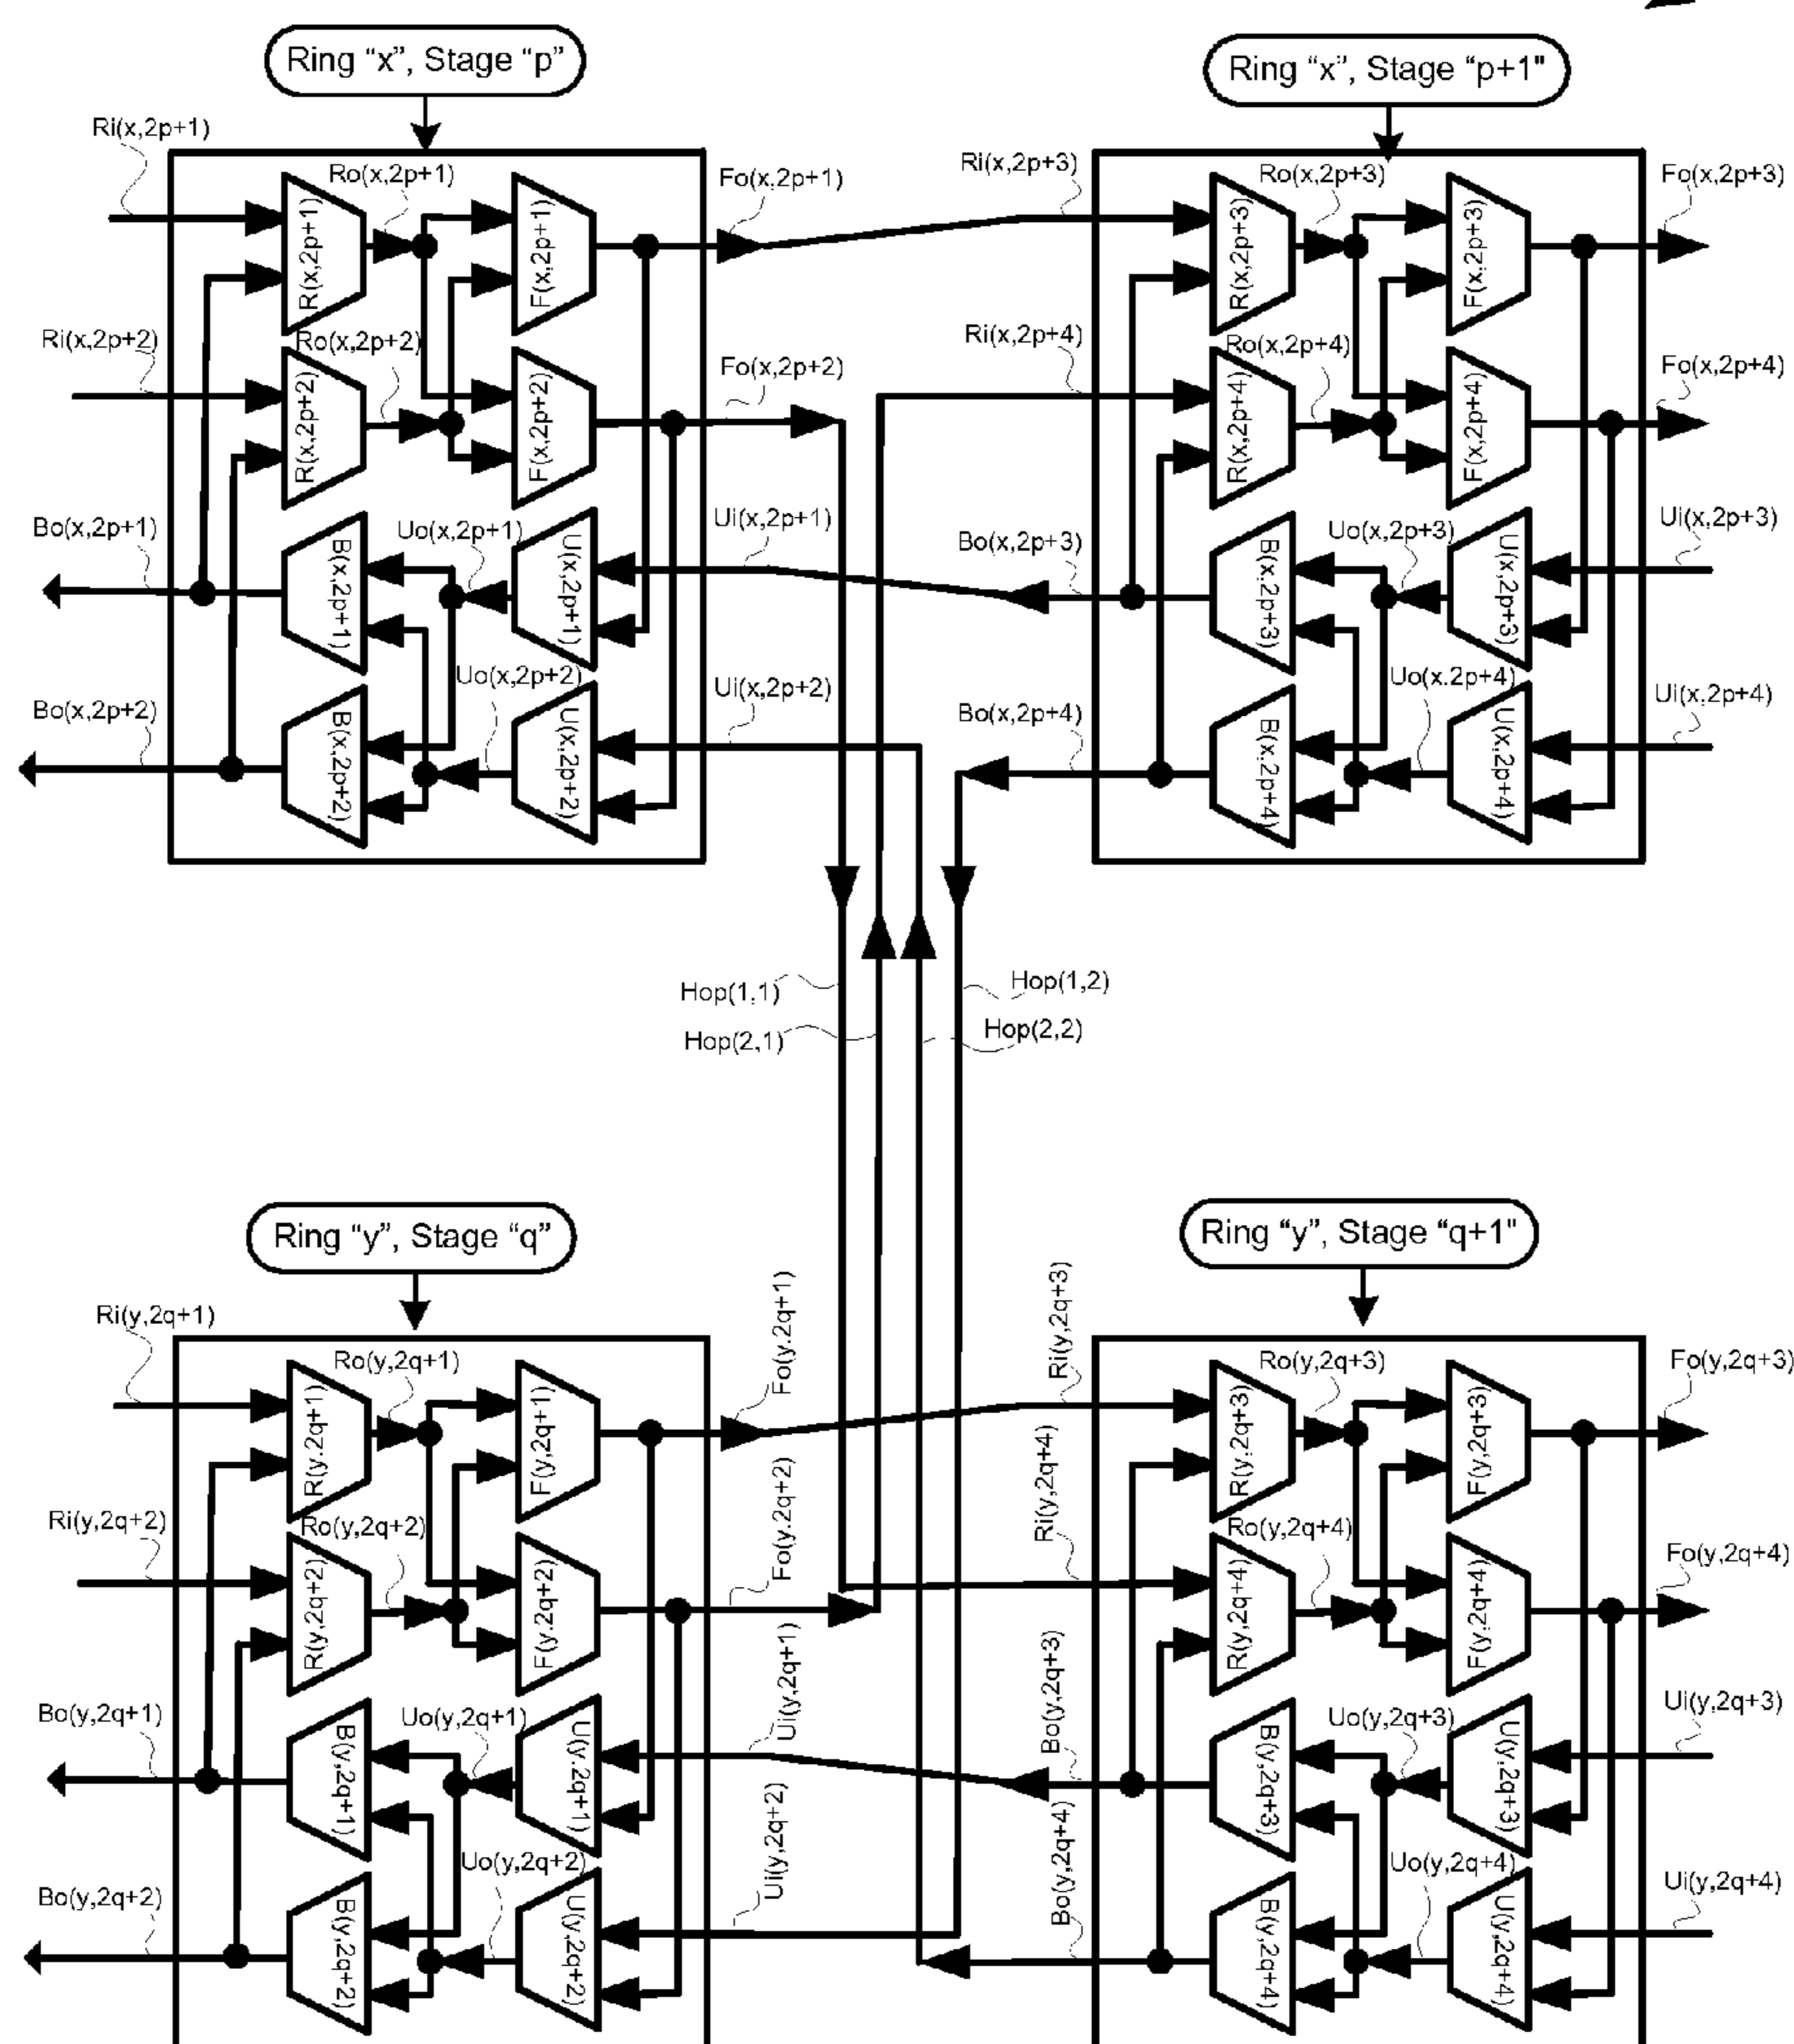 Ring “x”, Stage “p”
Ring “x”, Stage “p+1"
Ri(x,2p+1)
Ro(x,2p+1)
Fo(x,2p+1)
Ri(x,2p+3)
Ro(x,2p+3)
Fo(x,2p+3)
R(x,2p+1)
F(x,2p+1)
R(x,2p+3)
F(x,2p+3)
Ri(x,2p+2)
Ro(x,2p+2)
Fo(x,2p+2)
Ri(x,2p+4)
Ro(x,2p+4)
Fo(x,2p+4)
R(x,2p+2)
F(x,2p+2)
R(x,2p+4)
F(x,2p+4)
Bo(x,2p+1)
Uo(x,2p+1)
Ui(x,2p+1)
Bo(x,2p+3)
Uo(x,2p+3)
Ui(x,2p+3)
B(x,2p+1)
U(x,2p+1)
B(x,2p+3)
U(x,2p+3)
Bo(x,2p+2)
Uo(x,2p+2)
Ui(x,2p+2)
Bo(x,2p+4)
Uo(x.2p+4)
Ui(x,2p+4)
B(x,2p+2)
U(x,2p+2)
B(x,2p+4)
U(x,2p+4)
Hop(1,1)
Hop(1,2)
Hop(2,1)
Hop(2,2)
Ring “y”, Stage “q”
Ring “y”, Stage “q+1"
Ri(y,2q+1)
Ro(y,2q+1)
Fo(y.2q+1)
Ri(y,2q+3)
Ro(y,2q+3)
Fo(y,2q+3)
R(y.2q+1)
F(y,2q+1)
R(y,2q+3)
F(y,2q+3)
Ri(y,2q+2)
Ro(y,2q+2)
Fo(y.2q+2)
Ri(y,2q+4)
Ro(y,2q+4)
Fo(y,2q+4)
R(y,2q+2)
F(y.2q+2)
R(y,2q+4)
F(y,2q+4)
Bo(y,2q+1)
Uo(y,2q+1)
Ui(y,2q+1)
Bo(y,2q+3)
Uo(y,2q+3)
Ui(y,2q+3)
B(y,2q+1)
U(y.2q+1)
B(y,2q+3)
U(y,2q+3)
Bo(y,2q+2)
Uo(y,2q+2)
Ui(y,2q+2)
Bo(y,2q+4)
Uo(y,2q+4)
Ui(y,2q+4)
B(y,2q+2)
U(y,2q+2)
B(y,2q+4)
U(y,2q+4)